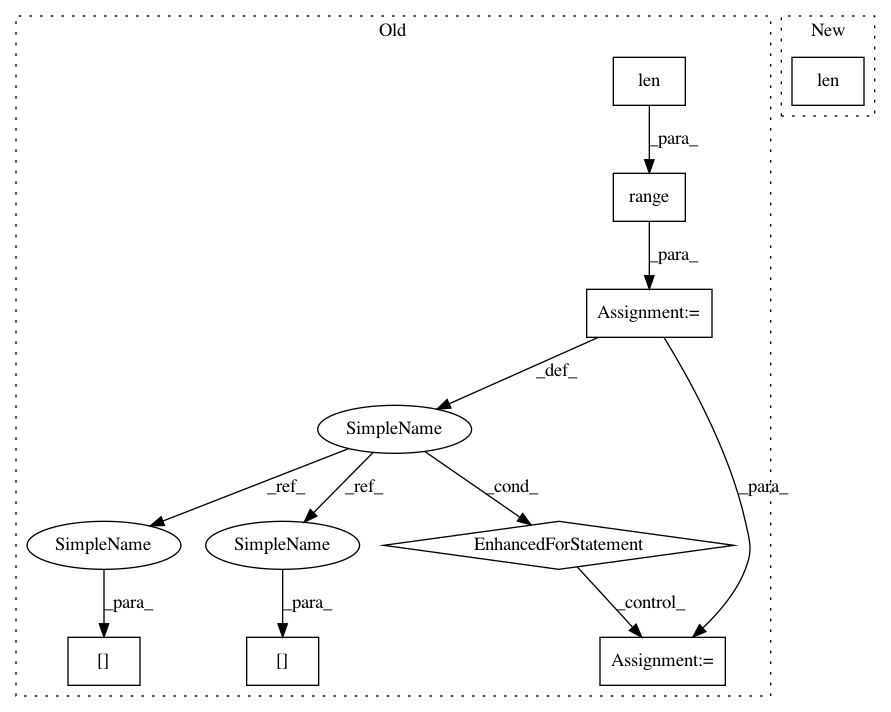 Old
New
len
len
_para_
range
_para_
Assignment:=
_def_
SimpleName
_ref_
_ref_
_cond_
_para_
SimpleName
SimpleName
EnhancedForStatement
_para_
_para_
_control_
[]
[]
Assignment:=